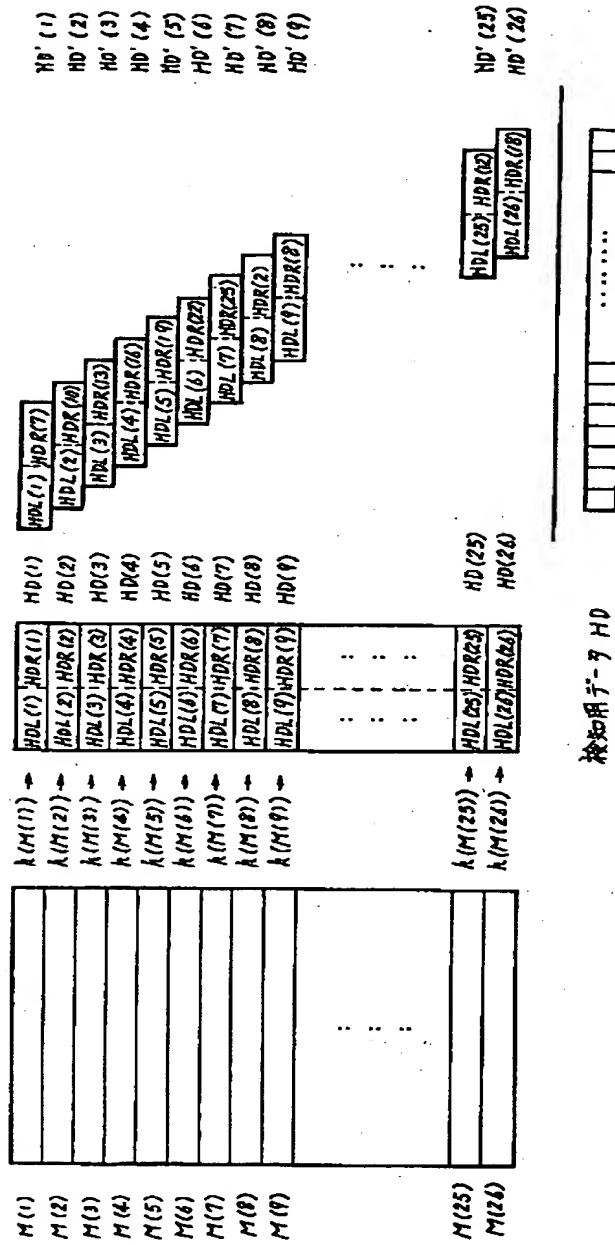 M(1) h(M(1)) → HDL(1) HDR(1) HD(1) HDL(1) HDR(7) HD'(1)
M(2) h(M(2)) → HDL(2) HDR(2) HD(2) HDL(2) HDR(10) HD'(2)
M(3) h(M(3)) → HDL(3) HDR(3) HD(3) HDL(3) HDR(13) HD'(3)
M(4) h(M(4)) → HDL(4) HDR(4) HD(4) HDL(4) HDR(16) HD'(4)
M(5) h(M(5)) → HDL(5) HDR(5) HD(5) HDL(5) HDR(19) HD'(5)
M(6) h(M(6)) → HDL(6) HDR(6) HD(6) HDL(6) HDR(22) HD'(6)
M(7) h(M(7)) → HDL(7) HDR(7) HD(7) HDL(7) HDR(25) HD'(7)
M(8) h(M(8)) → HDL(8) HDR(8) HD(8) HDL(8) HDR(2) HD'(8)
M(9) h(M(9)) → HDL(9) HDR(9) HD(9) HDL(9) HDR(8) HD'(9)
M(25) h(M(25)) → HDL(25) HDR(25) HD(25) HDL(25) HDR(12) HD'(25)
M(26) h(M(26)) → HDL(26) HDR(26) HD(26) HDL(26) HDR(18) HD'(26)
検知用データ HD